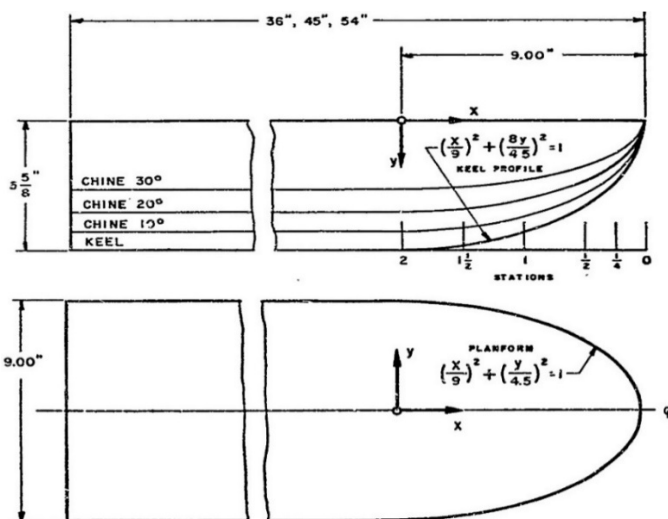 36", 45", 54"
9.00"
X
y
(x/9)² + (8y/45)² = 1
KEEL PROFILE
5 5/8
CHINE 30°
CHINE 20°
CHINE 10°
KEEL
2 1 1/2 1 1/2 1/4 0
STATIONS
9.00"
y
X
PLANFORM
(x/9)² + (y/4.5)² = 1
℄